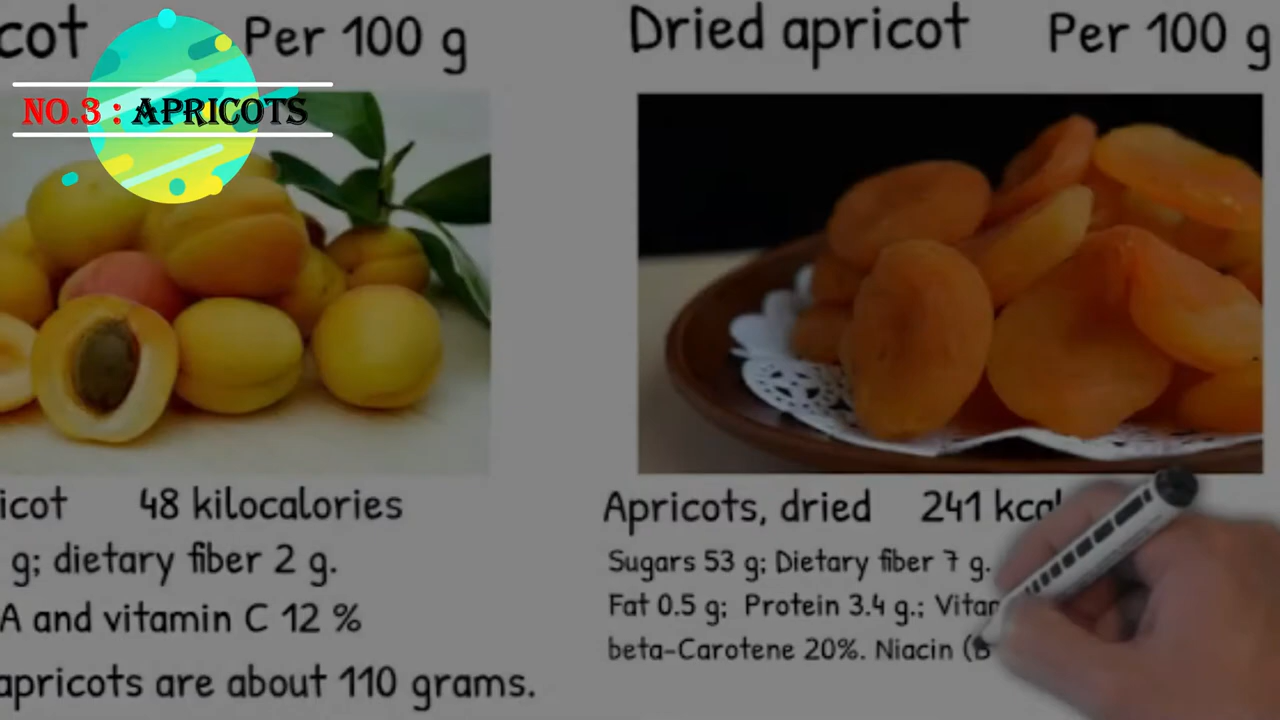 cot Per 100 g
NO.3 : APRICOTS
icot 48 kilocalories
g; dietary fiber 2 g.
A and vitamin C 12 %
apricots are about 110 grams.
Dried apricot Per 100 g
Apricots, dried 241 kcal
Sugars 53 g; Dietary fiber 7 g.
Fat 0.5 g; Protein 3.4 g.;
beta-Carotene 20%. Niacin (B